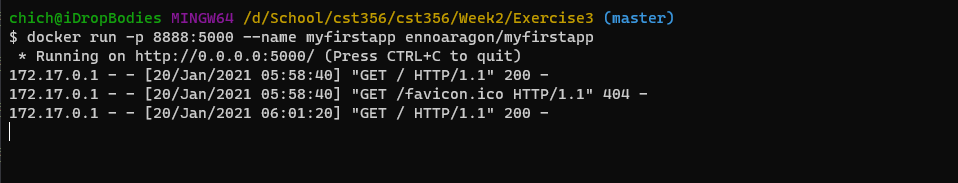 chich@iDropBodies MINGW64 /d/School/cst356/cst356/Week2/Exercise3 (master)
$ docker run -p 8888:5000 --name myfirstapp ennoaragon/myfirstapp
 * Running on http://0.0.0.0:5000/ (Press CTRL+C to quit)
172.17.0.1 - - [20/Jan/2021 05:58:40] "GET / HTTP/1.1" 200 -
172.17.0.1 - - [20/Jan/2021 05:58:40] "GET /favicon.ico HTTP/1.1" 404 -
172.17.0.1 - - [20/Jan/2021 06:01:20] "GET / HTTP/1.1" 200 -